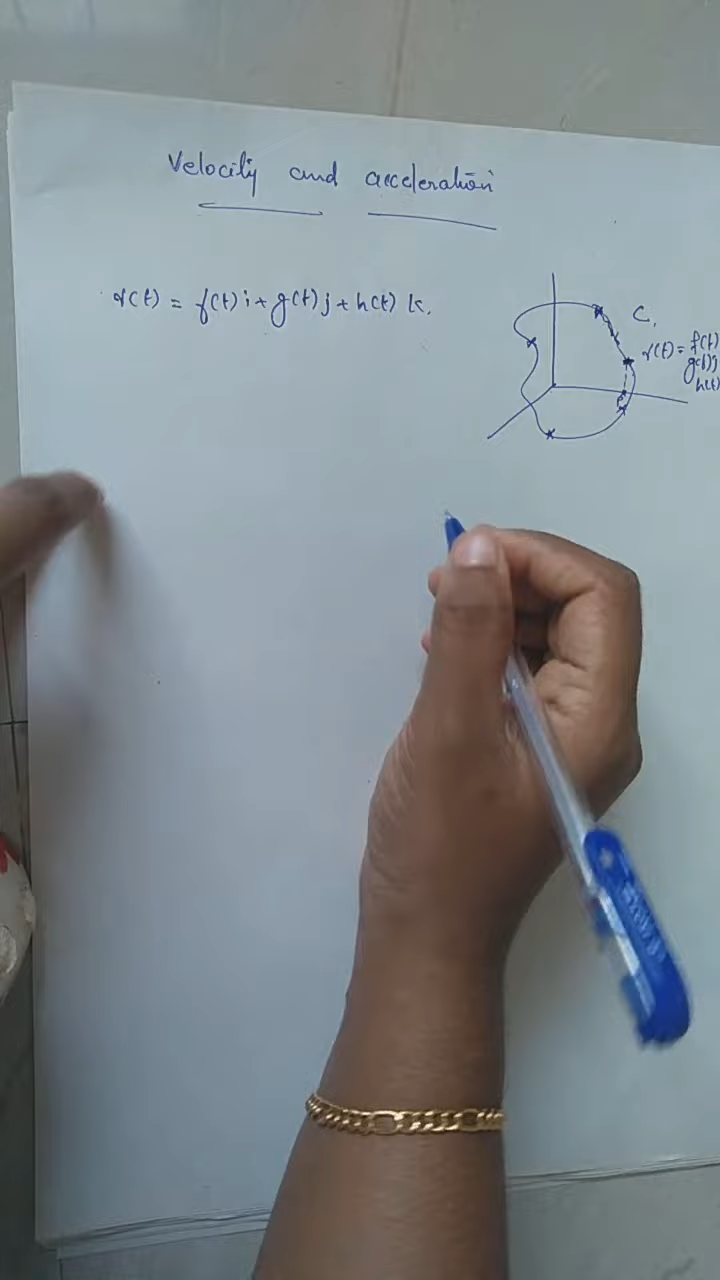 Velocity and acceleration
r(t) = f(t) i + g(t) j + h(t) k.
C.
r(t) = f(t)
g(t)j
h(t)